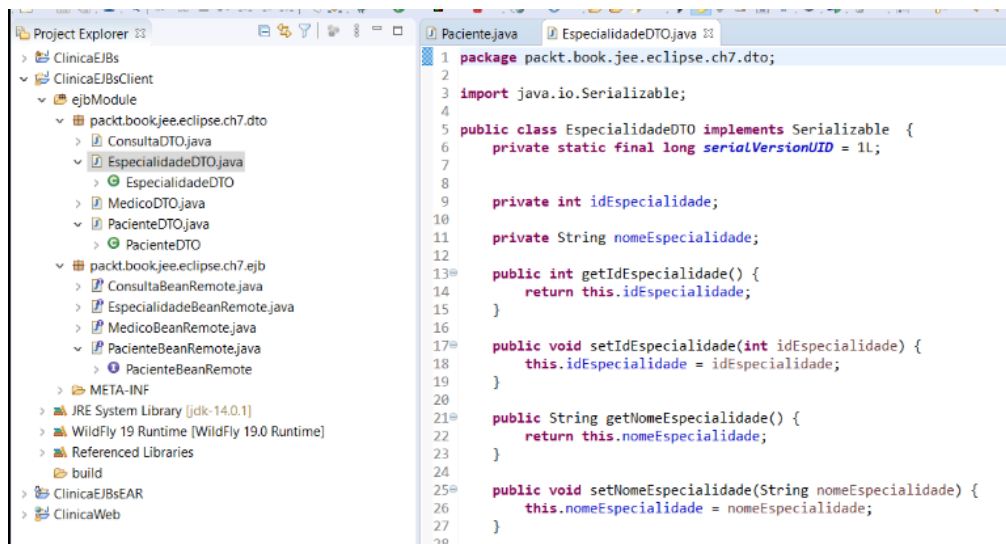 Project Explorer
ClinicaEJBs
ClinicaEJBsClient
ejbModule
packt.book.jee.eclipse.ch7.dto
ConsultaDTO.java
EspecialidadeDTO.java
EspecialidadeDTO
MedicoDTO.java
PacienteDTO.java
PacienteDTO
packt.book.jee.eclipse.ch7.ejb
ConsultaBeanRemote.java
EspecialidadeBeanRemote.java
MedicoBeanRemote.java
PacienteBeanRemote.java
PacienteBeanRemote
META-INF
JRE System Library [jdk-14.0.1]
WildFly 19 Runtime [WildFly 19.0 Runtime]
Referenced Libraries
build
ClinicaEJBsEAR
ClinicaWeb
Paciente.java EspecialidadeDTO.java
1 package packt.book.jee.eclipse.ch7.dto;
2
3 import java.io.Serializable;
4
5 public class EspecialidadeDTO implements Serializable {
6 private static final long serialVersionUID = 1L;
7
8
9 private int idEspecialidade;
10
11 private String nomeEspecialidade;
12
13 public int getIdEspecialidade() {
14 return this.idEspecialidade;
15 }
16
17 public void setIdEspecialidade(int idEspecialidade) {
18 this.idEspecialidade = idEspecialidade;
19 }
20
21 public String getNomeEspecialidade() {
22 return this.nomeEspecialidade;
23 }
24
25 public void setNomeEspecialidade(String nomeEspecialidade) {
26 this.nomeEspecialidade = nomeEspecialidade;
27 }
28